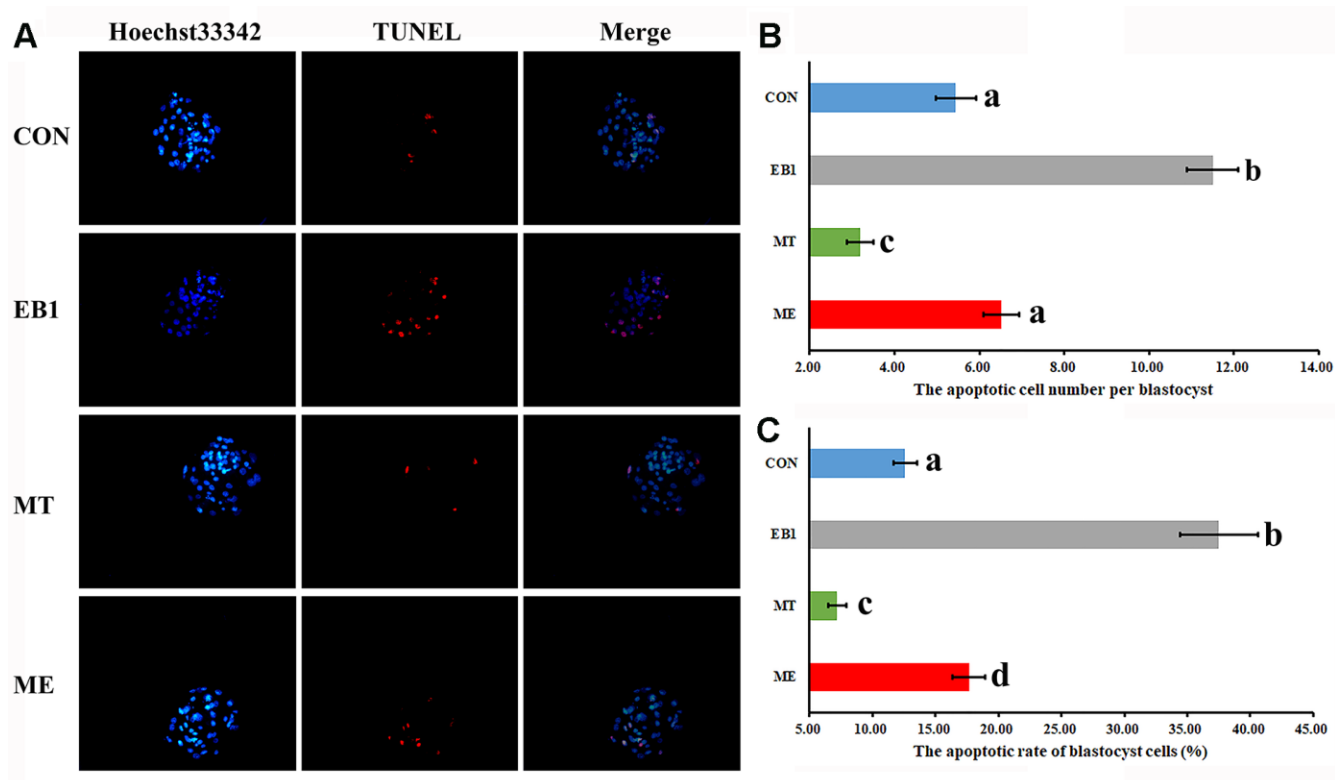 A
Hoechst33342 TUNEL Merge
CON
EB1
MT
ME
B
CON
a
EB1
b
MT
c
ME
a
2.00 4.00 6.00 8.00 10.00 12.00 14.00
The apoptotic cell number per blastocyst
C
CON
a
EB1
b
MT
c
ME
d
5.00 10.00 15.00 20.00 25.00 30.00 35.00 40.00 45.00
The apoptotic rate of blastocyst cells (%)